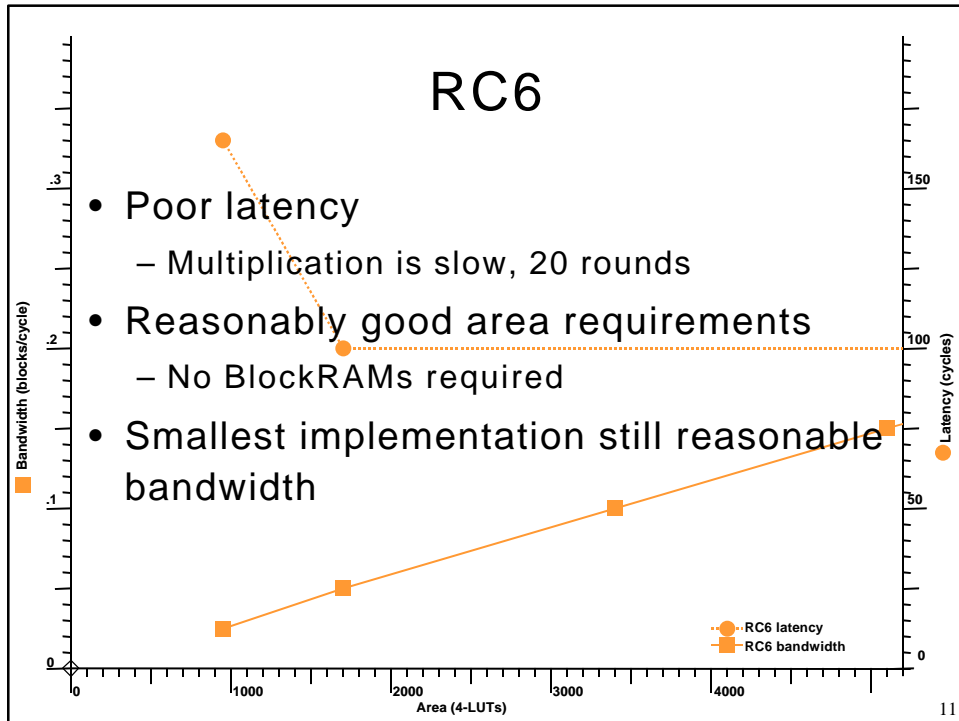 RC6
• Poor latency
– Multiplication is slow, 20 rounds
• Reasonably good area requirements
– No BlockRAMs required
• Smallest implementation still reasonable
bandwidth
Bandwidth (blocks/cycle)
.3
.2
.1
0
150
100
50
0
Latency (cycles)
RC6 latency
RC6 bandwidth
0
1000
2000
3000
4000
Area (4-LUTs)
11